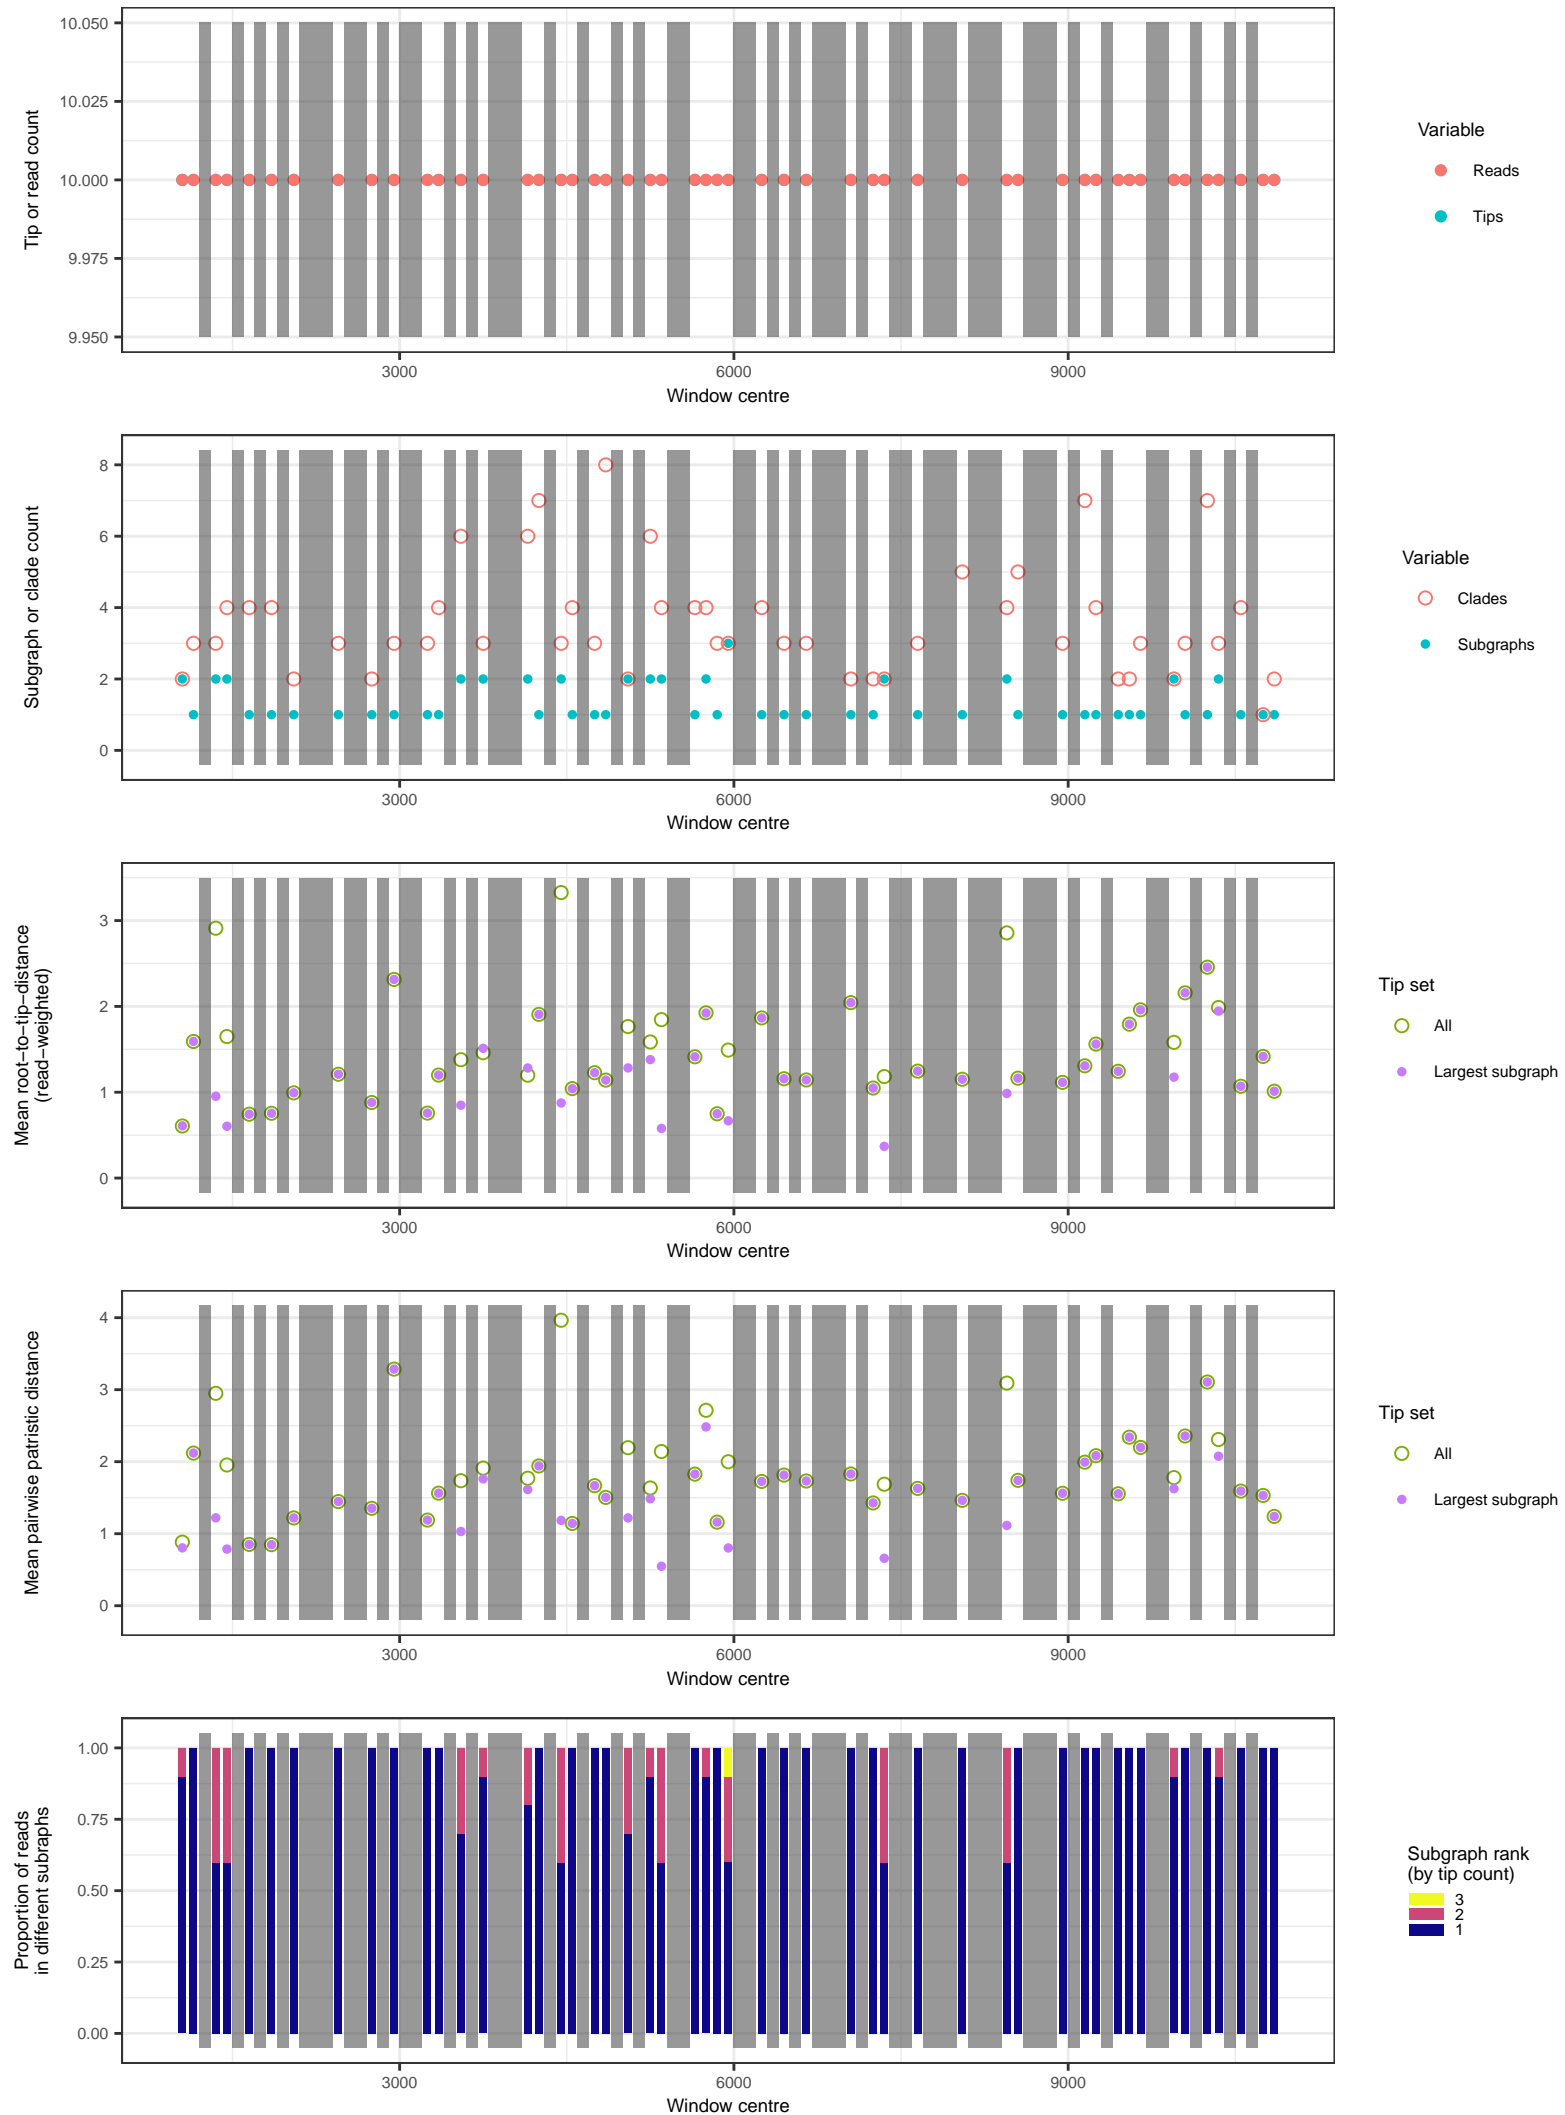 10.050
10.025
10.000
9.975
9.950
Tip or read count
3000
6000
9000
Window centre
Variable
Reads
Tips
8
6
4
2
0
Subgraph or clade count
3000
6000
9000
Window centre
Variable
Clades
Subgraphs
3
2
1
0
Mean root−to−tip−distance
(read−weighted)
3000
6000
9000
Window centre
Tip set
All
Largest subgraph
4
3
2
1
0
Mean pairwise patristic distance
3000
6000
9000
Window centre
Tip set
All
Largest subgraph
1.00
0.75
0.50
0.25
0.00
Proportion of reads
in different subraphs
3000
6000
9000
Window centre
Subgraph rank
(by tip count)
3
2
1